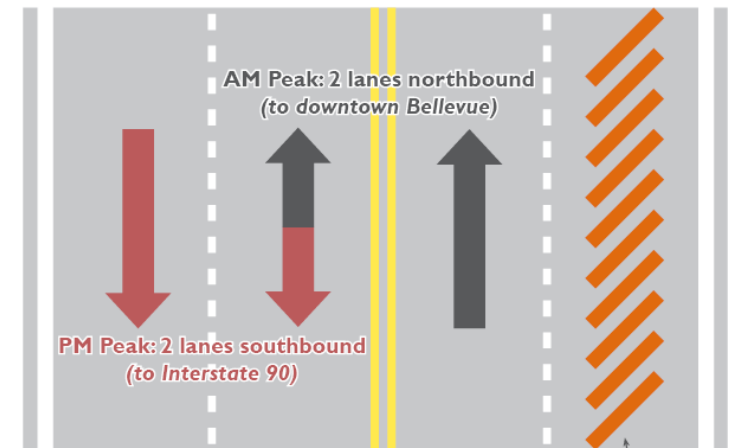 AM Peak: 2 lanes northbound
(to downtown Bellevue)
PM Peak: 2 lanes southbound
(to Interstate 90)